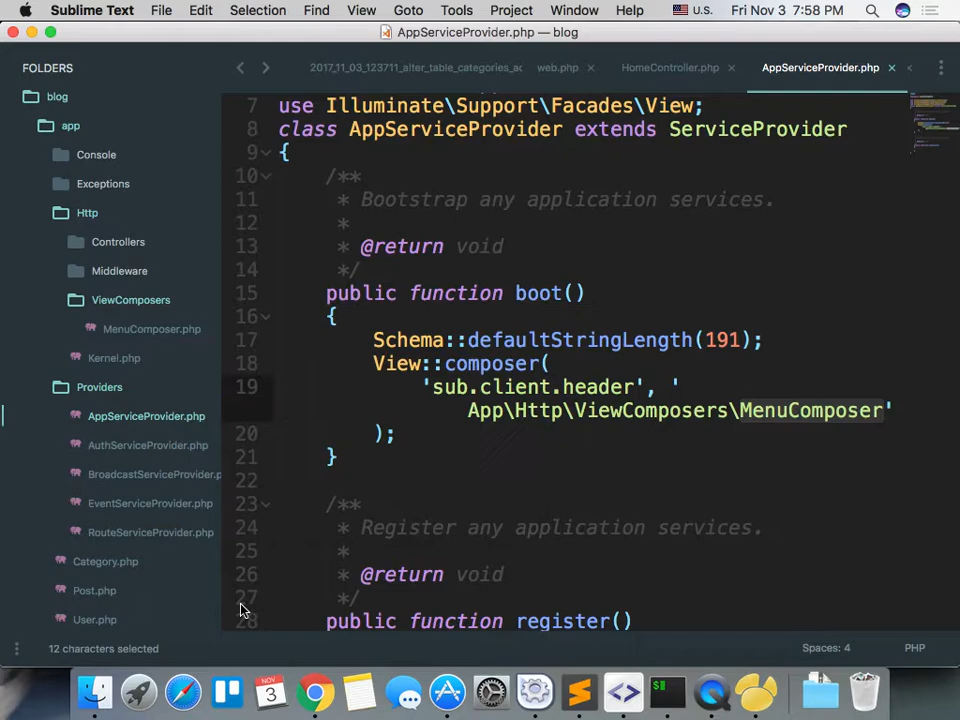 Sublime Text File Edit Selection Find View Goto Tools Project Window Help U.S. Fri Nov 3 7:58 PM
AppServiceProvider.php — blog
FOLDERS
blog
app
Console
Exceptions
Http
Controllers
Middleware
ViewComposers
MenuComposer.php
Kernel.php
Providers
AppServiceProvider.php
AuthServiceProvider.php
BroadcastServiceProvider.p
EventServiceProvider.php
RouteServiceProvider.php
Category.php
Post.php
User.php
2017_11_03_123711_alter_table_categories_ac web.php × HomeController.php × AppServiceProvider.php ×
7 use Illuminate\Support\Facades\View;
8 class AppServiceProvider extends ServiceProvider
9 {
10 /**
11 * Bootstrap any application services.
12 *
13 * @return void
14 */
15 public function boot()
16 {
17 Schema::defaultStringLength(191);
18 View::composer(
19 'sub.client.header', '
App\Http\ViewComposers\MenuComposer'
20 );
21 }
22
23 /**
24 * Register any application services.
25 *
26 * @return void
27 */
28 public function register()
12 characters selected Spaces: 4 PHP
NOV
3
$